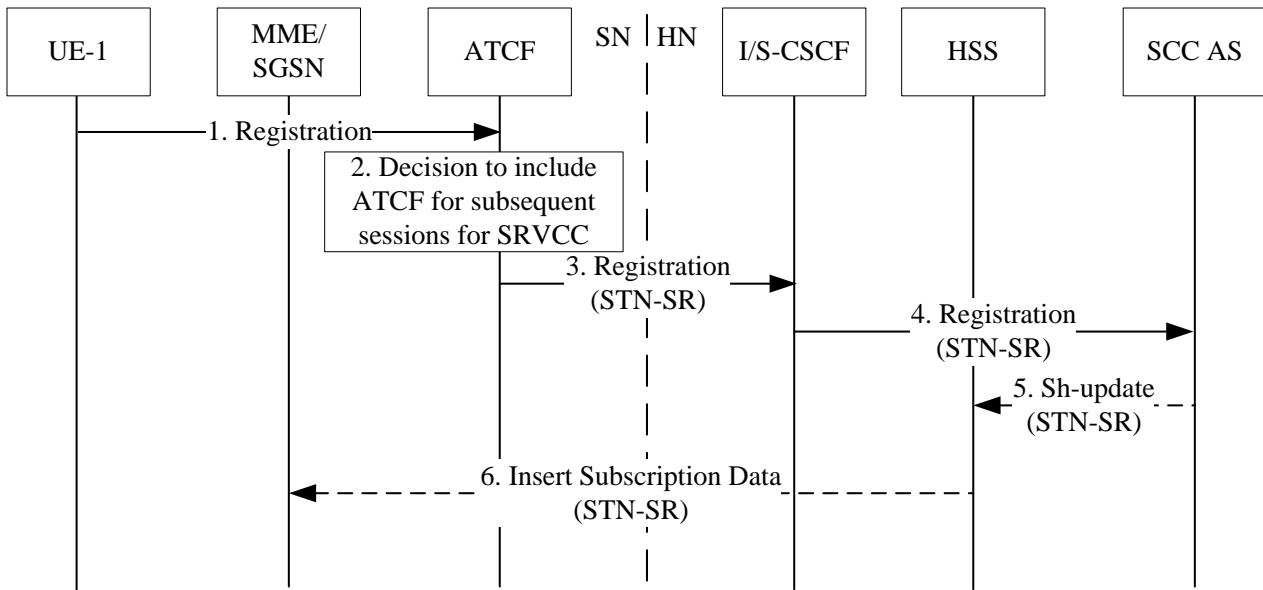 UE-1
MME/
SGSN
ATCF
SN
HN
I/S-CSCF
HSS
SCC AS
1. Registration
2. Decision to include
ATCF for subsequent
sessions for SRVCC
3. Registration
(STN-SR)
4. Registration
(STN-SR)
5. Sh-update
(STN-SR)
6. Insert Subscription Data
(STN-SR)